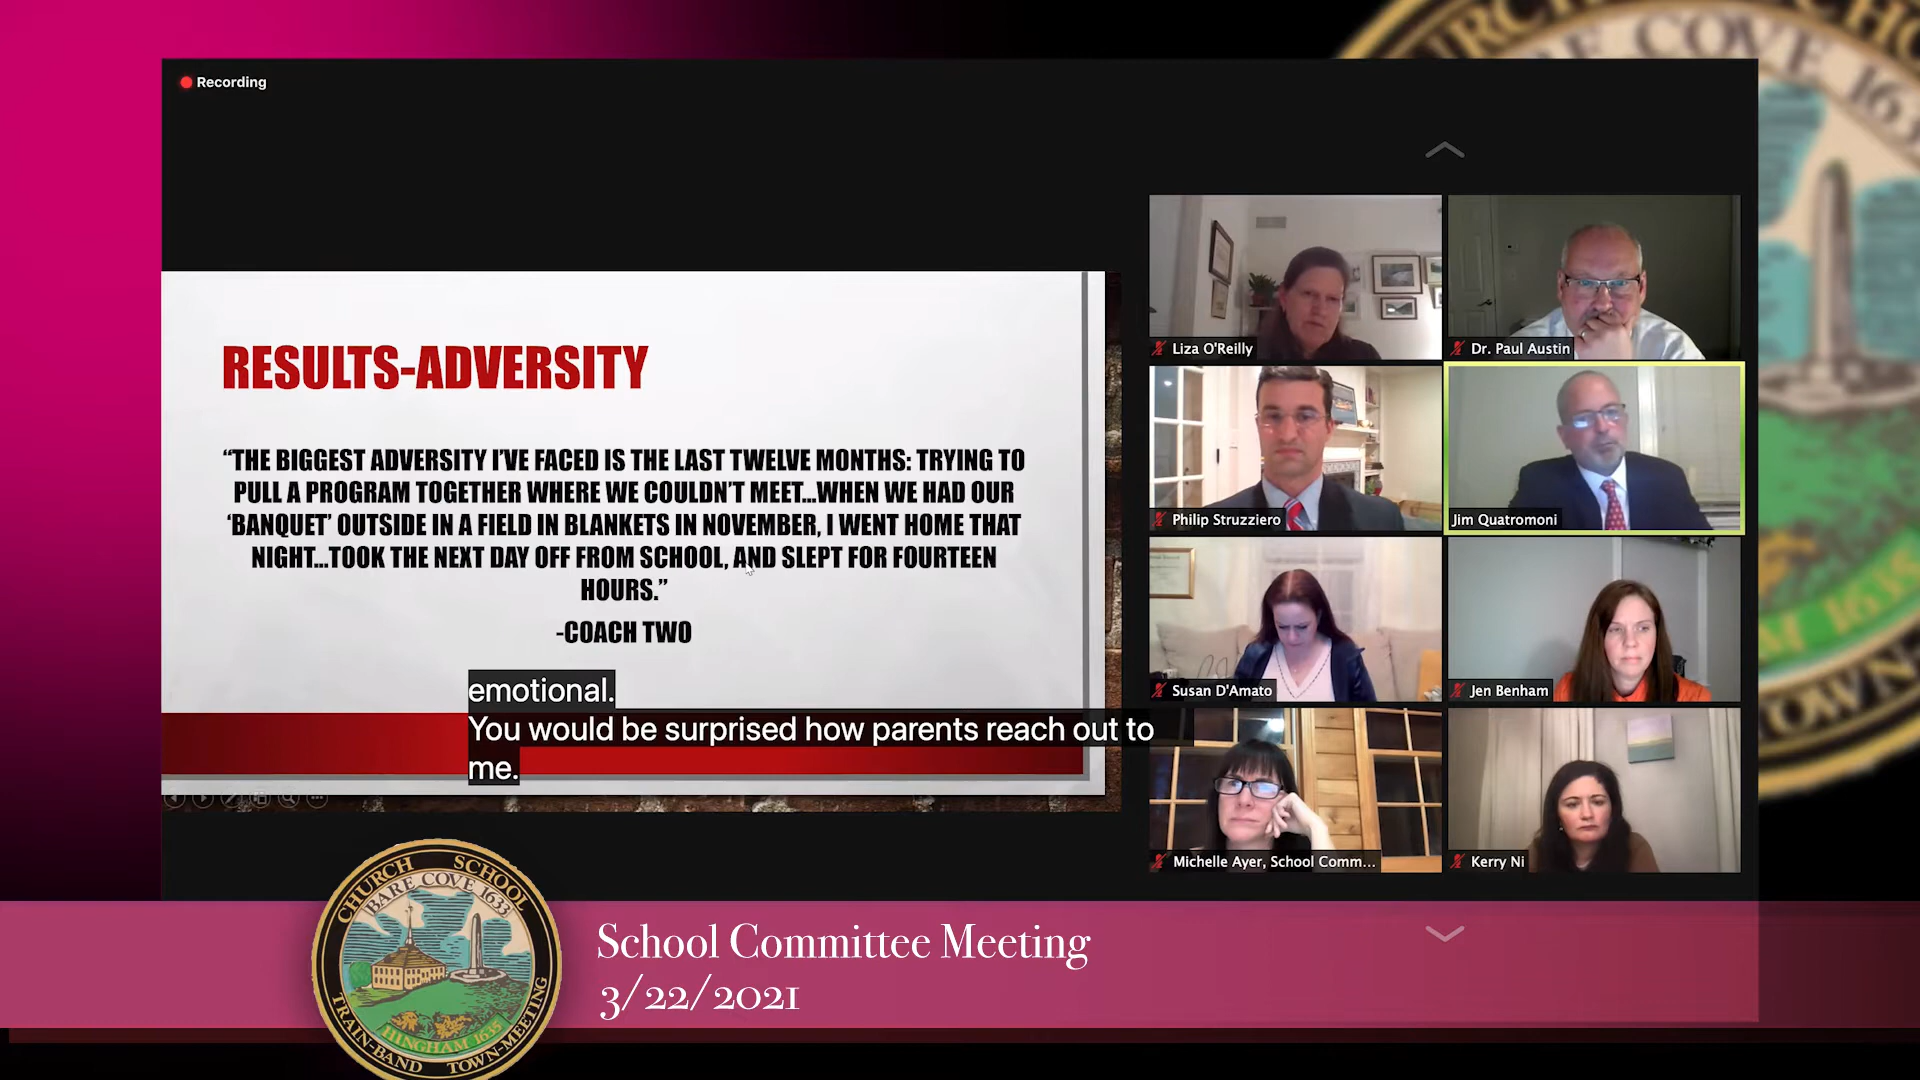 Recording
RESULTS-ADVERSITY
“THE BIGGEST ADVERSITY I’VE FACED IS THE LAST TWELVE MONTHS: TRYING TO
PULL A PROGRAM TOGETHER WHERE WE COULDN’T MEET...WHEN WE HAD OUR
‘BANQUET’ OUTSIDE IN A FIELD IN BLANKETS IN NOVEMBER, I WENT HOME THAT
NIGHT...TOOK THE NEXT DAY OFF FROM SCHOOL, AND SLEPT FOR FOURTEEN
HOURS.”
-COACH TWO
emotional.
You would be surprised how parents reach out to
me.
Liza O'Reilly
Dr. Paul Austin
Philip Struzziero
Jim Quatromoni
Susan D'Amato
Jen Benham
Michelle Ayer, School Comm...
Kerry Ni
CHURCH SCHOOL
BARE COVE 1633
HINGHAM 1635
TRAIN-BAND TOWN-MEETING
School Committee Meeting
3/22/2021